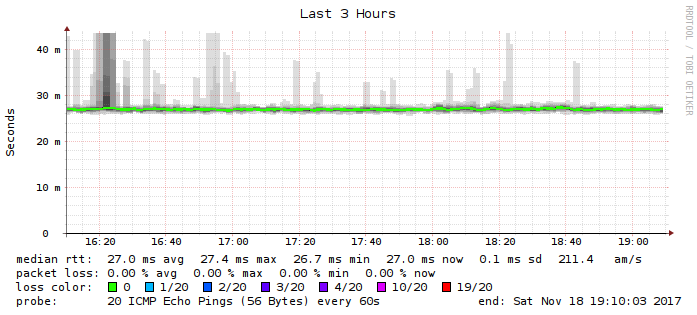 Last 3 Hours
RRDTOOL / TOBI OETIKER
Seconds
40 m
30 m
20 m
10 m
0
16:20 16:40 17:00 17:20 17:40 18:00 18:20 18:40 19:00
median rtt: 27.0 ms avg 27.4 ms max 26.7 ms min 27.0 ms now 0.1 ms sd 211.4 am/s
packet loss: 0.00 % avg 0.00 % max 0.00 % min 0.00 % now
loss color: 0 1/20 2/20 3/20 4/20 10/20 19/20
probe: 20 ICMP Echo Pings (56 Bytes) every 60s end: Sat Nov 18 19:10:03 2017